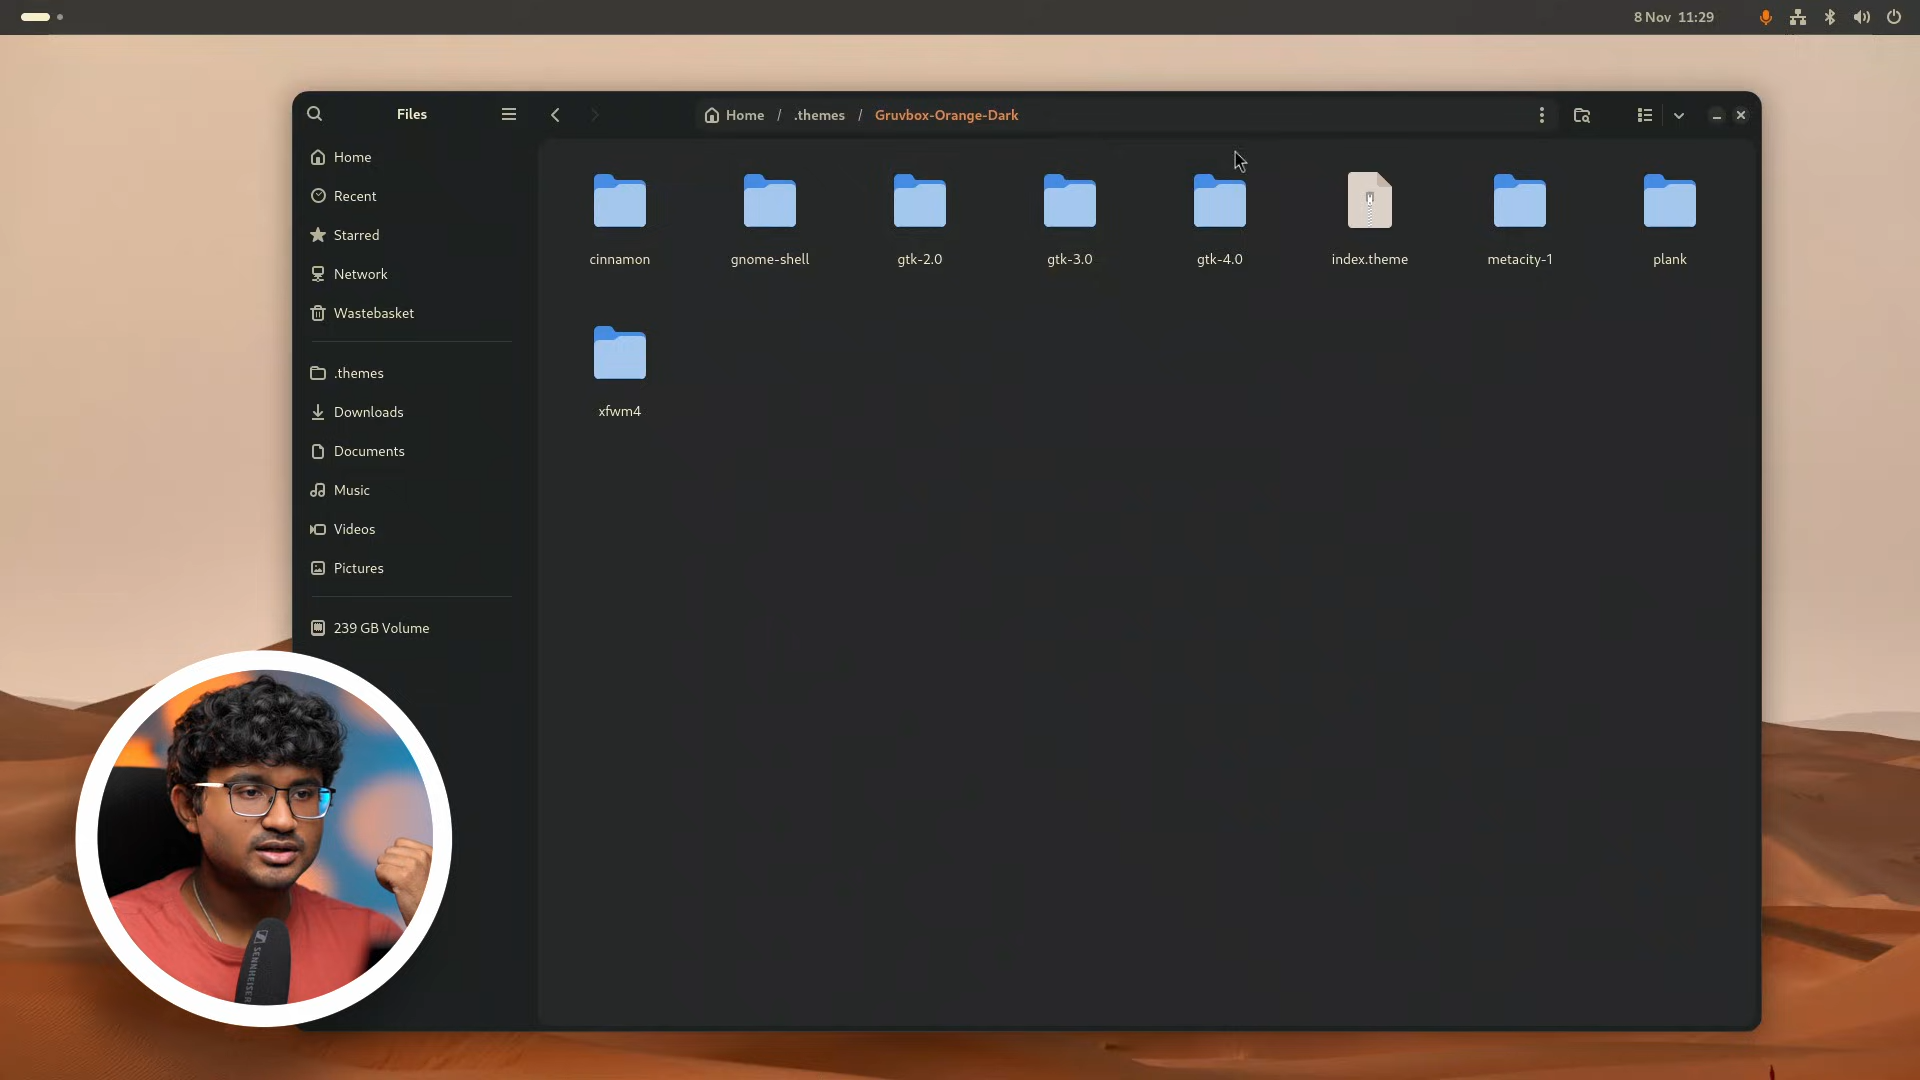 8 Nov 11:29
Files
Home / .themes / Gruvbox-Orange-Dark
Home
Recent
Starred
Network
Wastebasket
.themes
Downloads
Documents
Music
Videos
Pictures
239 GB Volume
cinnamon
gnome-shell
gtk-2.0
gtk-3.0
gtk-4.0
index.theme
metacity-1
plank
xfwm4
SENNHEISER